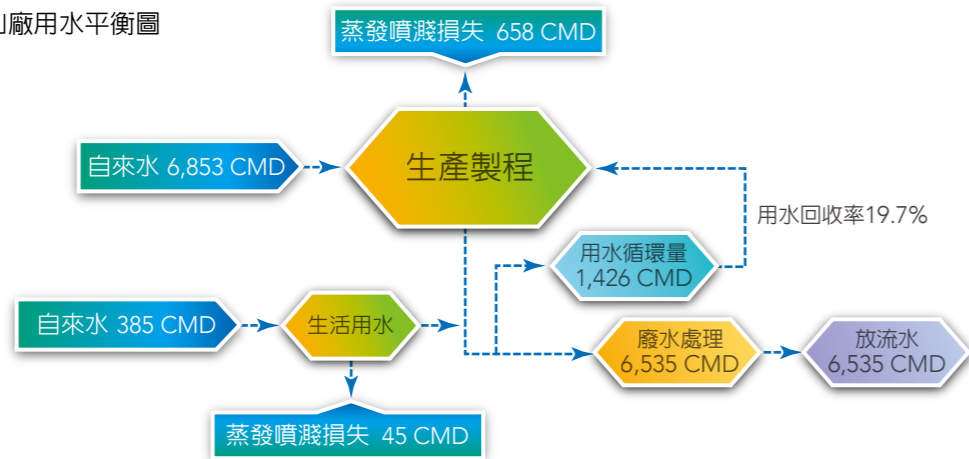 廠用水平衡圖
蒸發噴濺損失 658 CMD
自來水 6,853 CMD
生產製程
用水回收率19.7%
用水循環量
1,426 CMD
自來水 385 CMD
生活用水
廢水處理
6,535 CMD
放流水
6,535 CMD
蒸發噴濺損失 45 CMD